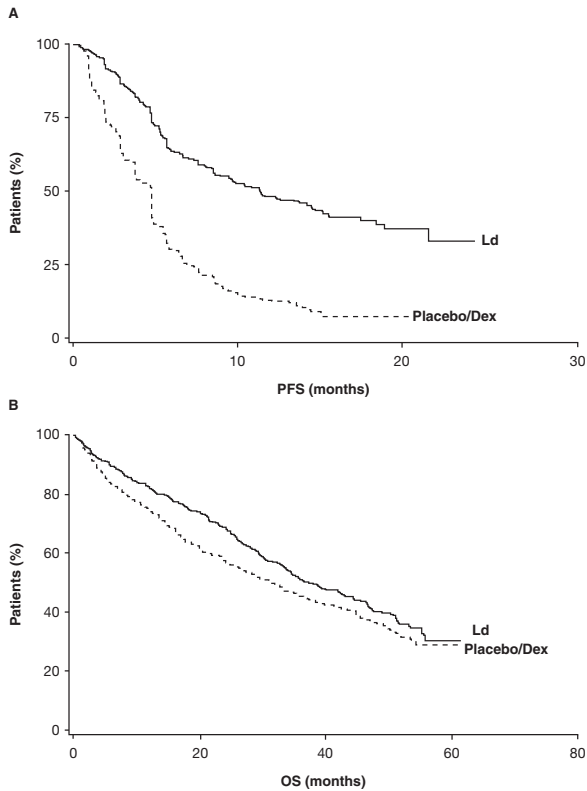 A
100
75
50
25
0
Patients (%)
Ld
Placebo/Dex
0 10 20 30
PFS (months)
B
100
80
60
40
20
0
Patients (%)
Ld
Placebo/Dex
0 20 40 60 80
OS (months)